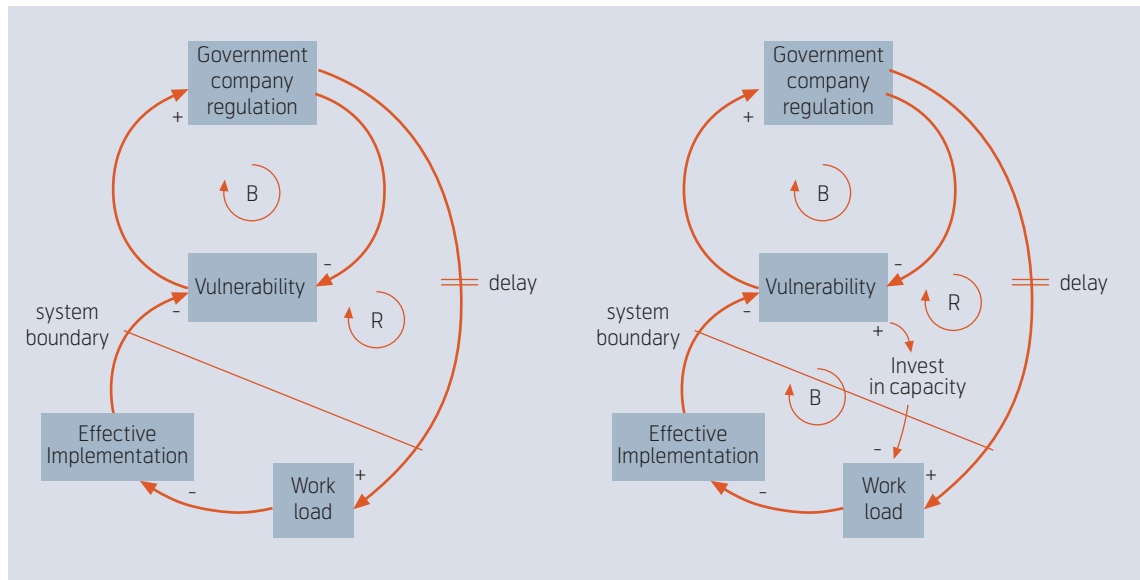 Government
company
regulation
+
B
-
Vulnerability
-
delay
system
boundary
R
Effective
Implementation
-
+
Work
load
Government
company
regulation
+
B
-
Vulnerability
-
+
delay
system
boundary
R
Invest
in capacity
B
Effective
Implementation
-
-
+
Work
load